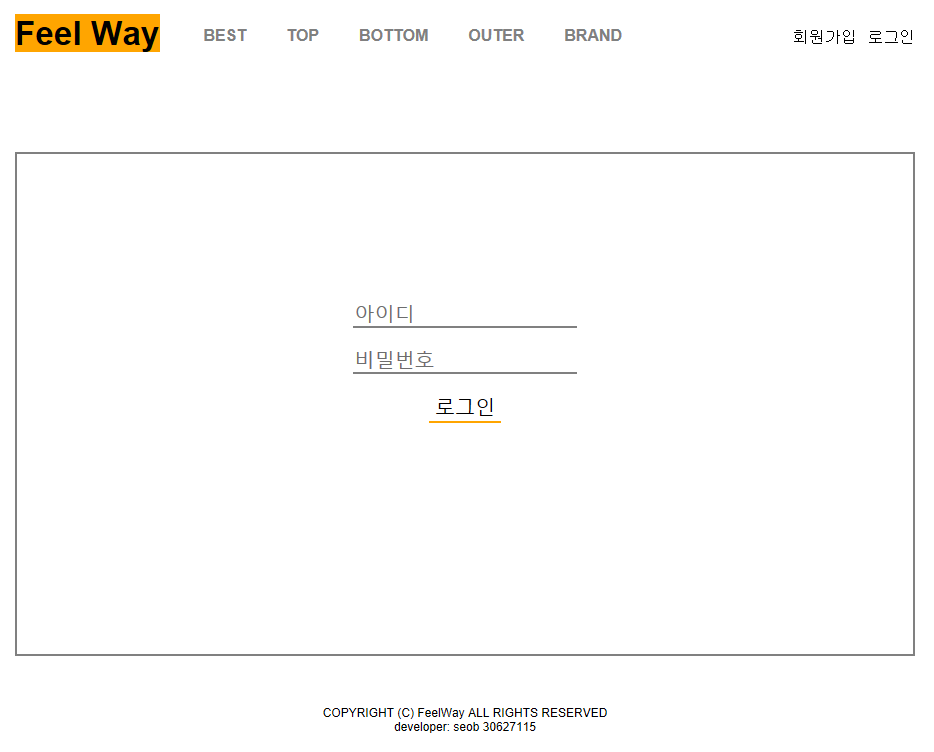 Feel Way BEST TOP BOTTOM OUTER BRAND 회원가입 로그인
아이디
비밀번호
로그인
COPYRIGHT (C) FeelWay ALL RIGHTS RESERVED
developer: seob 30627115